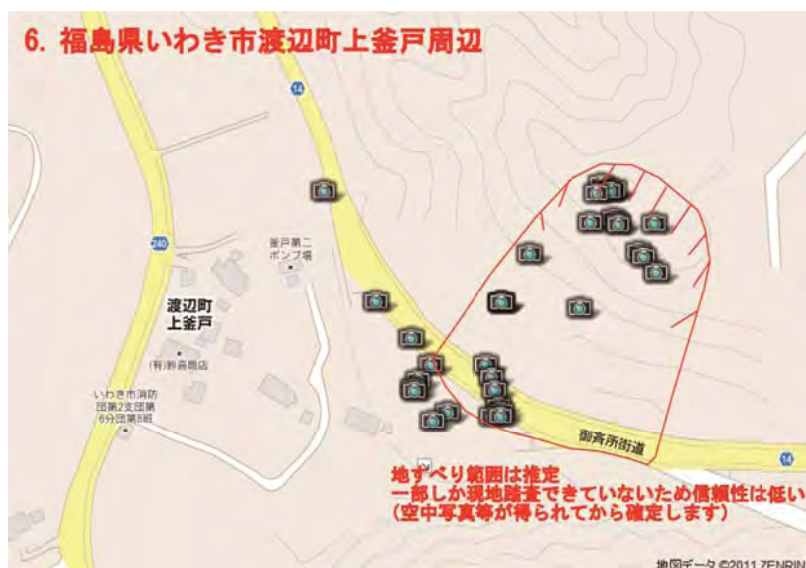 6. 福島県いわき市渡辺町上釜戸周辺
14
240
釜戸第二
ポンプ場
渡辺町
上釜戸
いわき市消防
団第2支団第
6分団第8班
御斉所街道
14
地すべり範囲は推定
一部しか現地踏査できていないため信頼性は低い
(空中写真等が得られてから確定します)
地図データ ©2011 ZENRIN